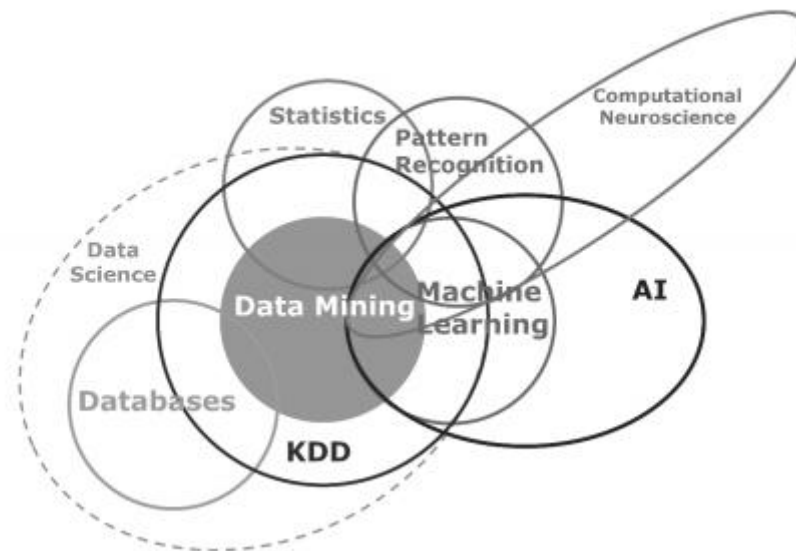 Statistics
Pattern
Recognition
Computational
Neuroscience
Data
Science
Data Mining
Machine
Learning
AI
Databases
KDD